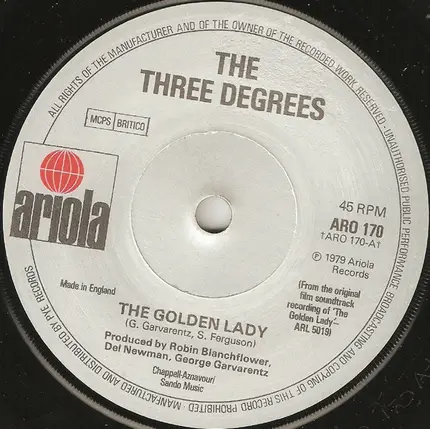 ALL RIGHTS OF THE MANUFACTURER AND OF THE OWNER OF THE RECORDED WORK RESERVED · UNAUTHORISED PUBLIC PERFORMANCE BROADCASTING AND COPYING OF THIS RECORD PROHIBITED · MANUFACTURED AND DISTRIBUTED BY PYE RECORDS
THE
THREE DEGREES
MCPS BRITICO
ariola
45 RPM
ARO 170
†ARO 170-A†
℗ 1979 Ariola
Records
Made in England
(From the original
film soundtrack
recording of 'The
Golden Lady'—
ARL 5019)
THE GOLDEN LADY
(G. Garvarentz, S. Ferguson)
Produced by Robin Blanchflower,
Del Newman, George Garvarentz
Chappell-Aznavour/
Sando Music